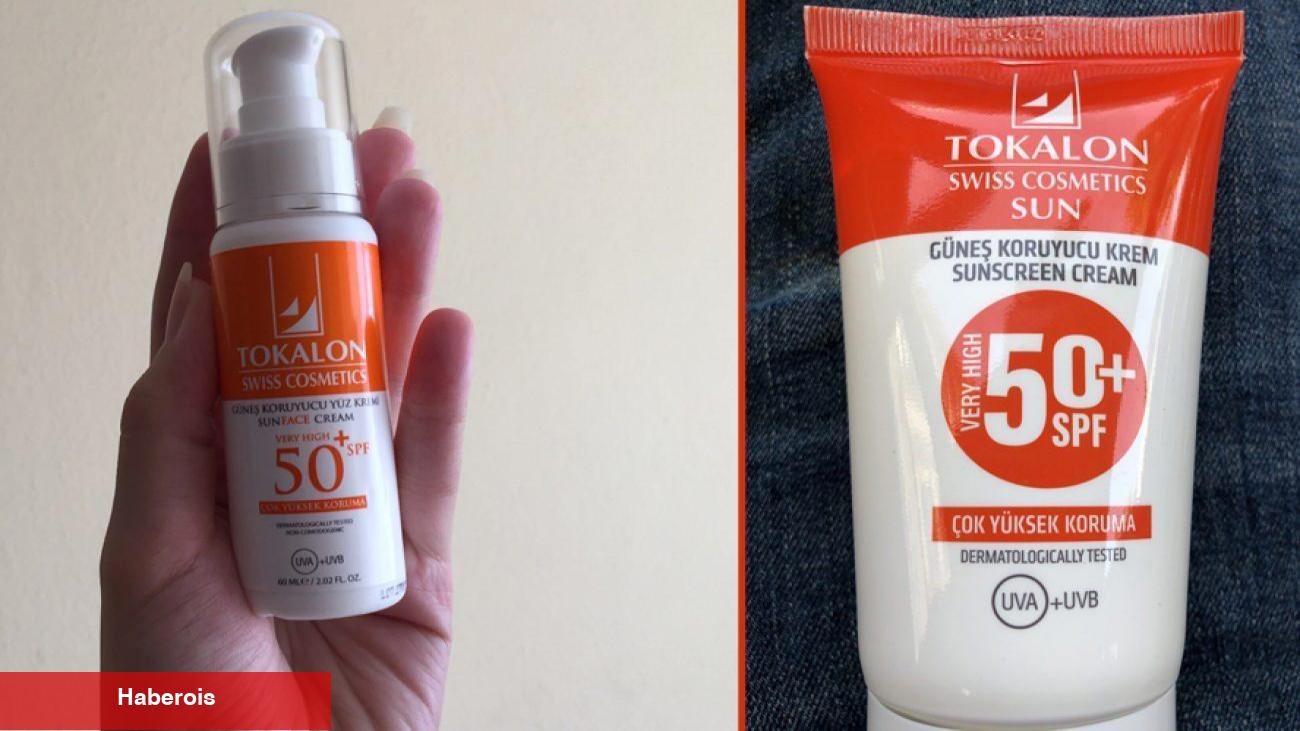 TOKALON
SWISS COSMETICS
GÜNEŞ KORUYUCU YÜZ KREMİ
SUNFACE CREAM
VERY HIGH
50+ SPF
ÇOK YÜKSEK KORUMA
DERMATOLOGICALLY TESTED
NON-COMODOGENIC
UVA+UVB
60 ML℮ / 2.02 FL. OZ.
Haberois
TOKALON
SWISS COSMETICS
SUN
GÜNEŞ KORUYUCU KREM
SUNSCREEN CREAM
VERY HIGH
50+
SPF
ÇOK YÜKSEK KORUMA
DERMATOLOGICALLY TESTED
UVA+UVB